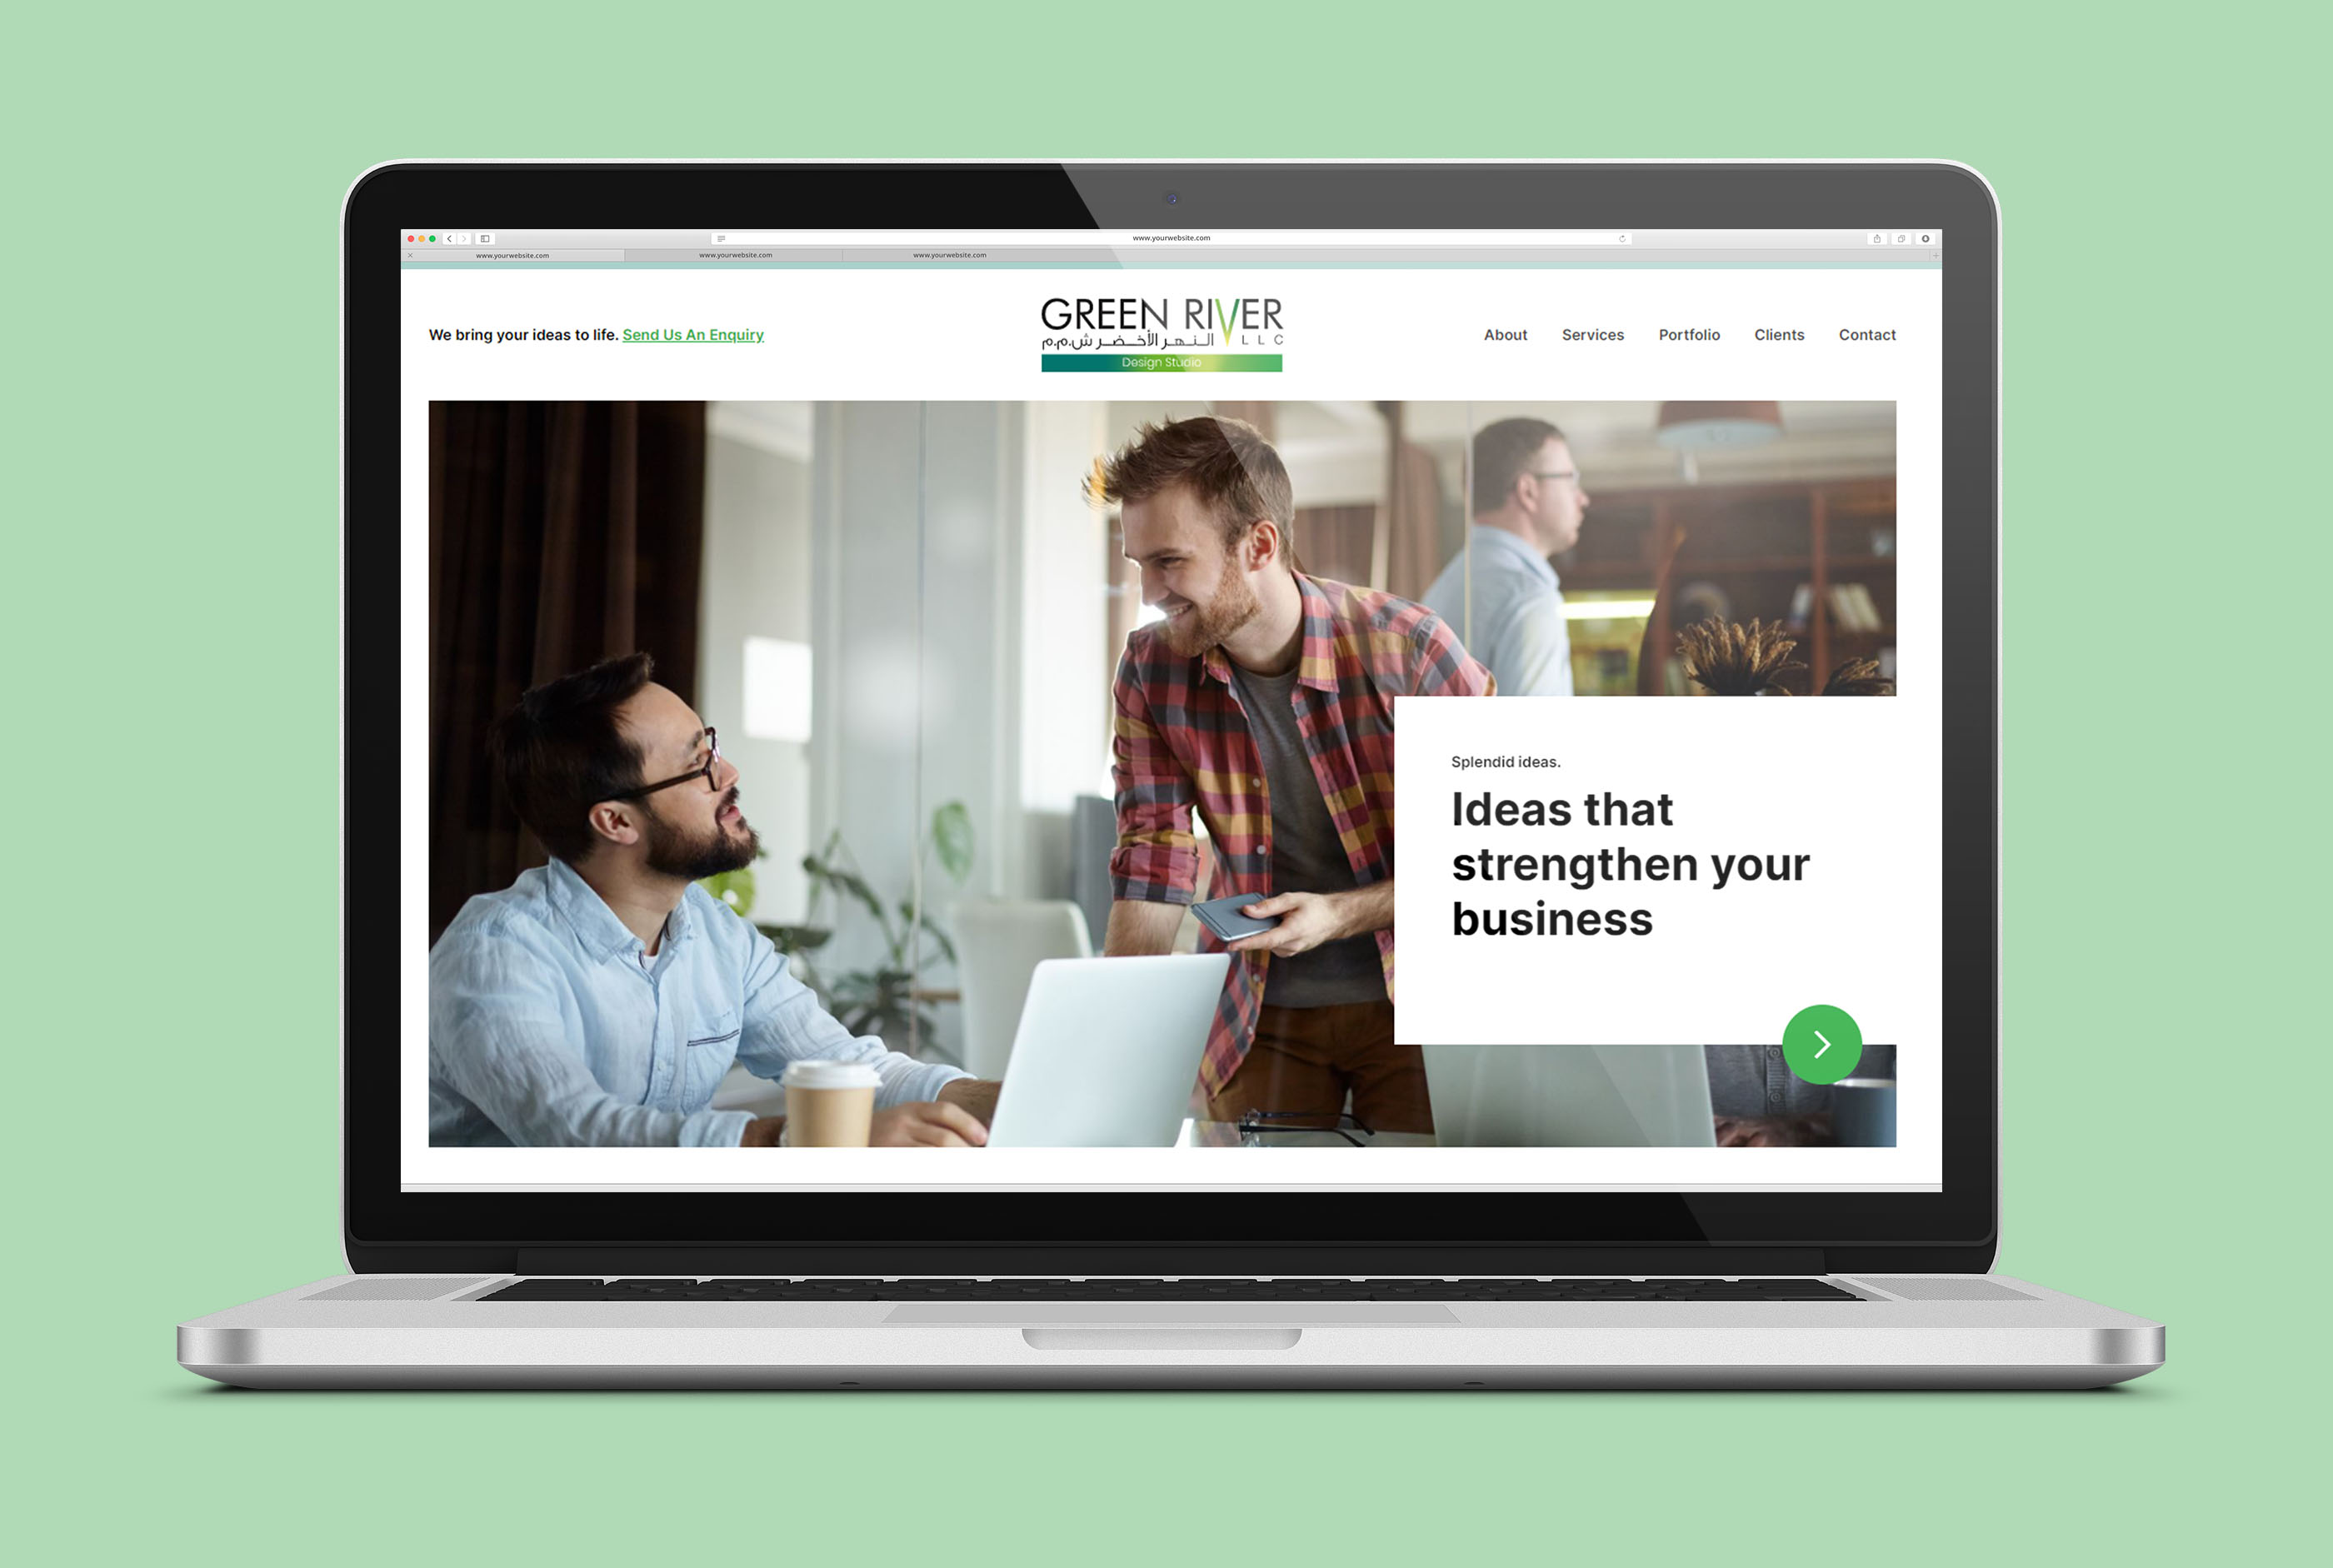 www.yourwebsite.com
www.yourwebsite.com
www.yourwebsite.com
www.yourwebsite.com
We bring your ideas to life. Send Us An Enquiry
GREEN RIVER
النهر الأخضر ش.م.م
LLC
Design Studio
About
Services
Portfolio
Clients
Contact
Splendid ideas.
Ideas that
strengthen your
business